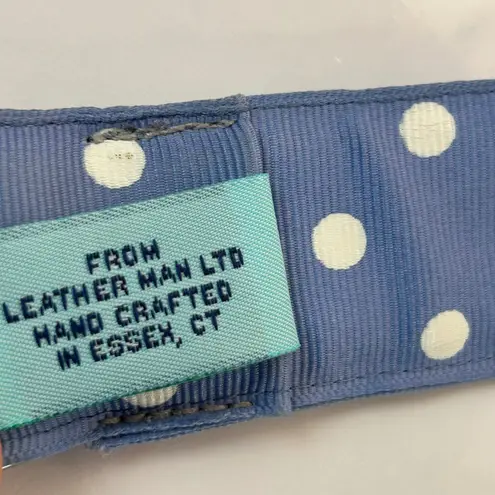 FROM
LEATHER MAN LTD
HAND CRAFTED
IN ESSEX, CT